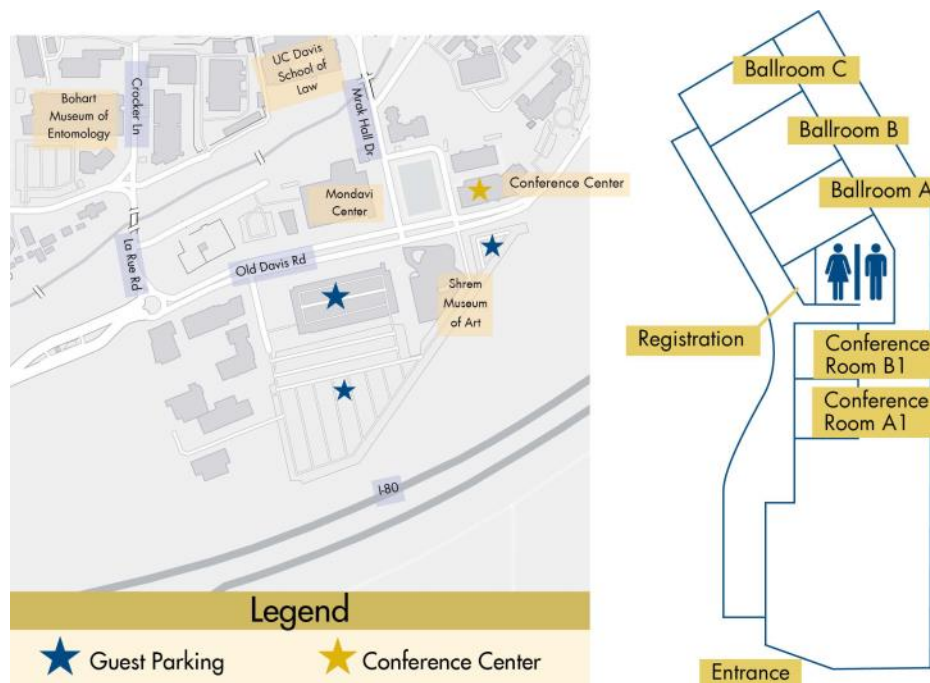 UC Davis
School of
Law
Bohart
Museum of
Entomology
Crocker Ln
Mrak Hall Dr
Conference Center
Mondavi
Center
La Rue Rd
Old Davis Rd
Shrem
Museum
of Art
I-80
Legend
Guest Parking
Conference Center
Ballroom C
Ballroom B
Ballroom A
Registration
Conference
Room B1
Conference
Room A1
Entrance